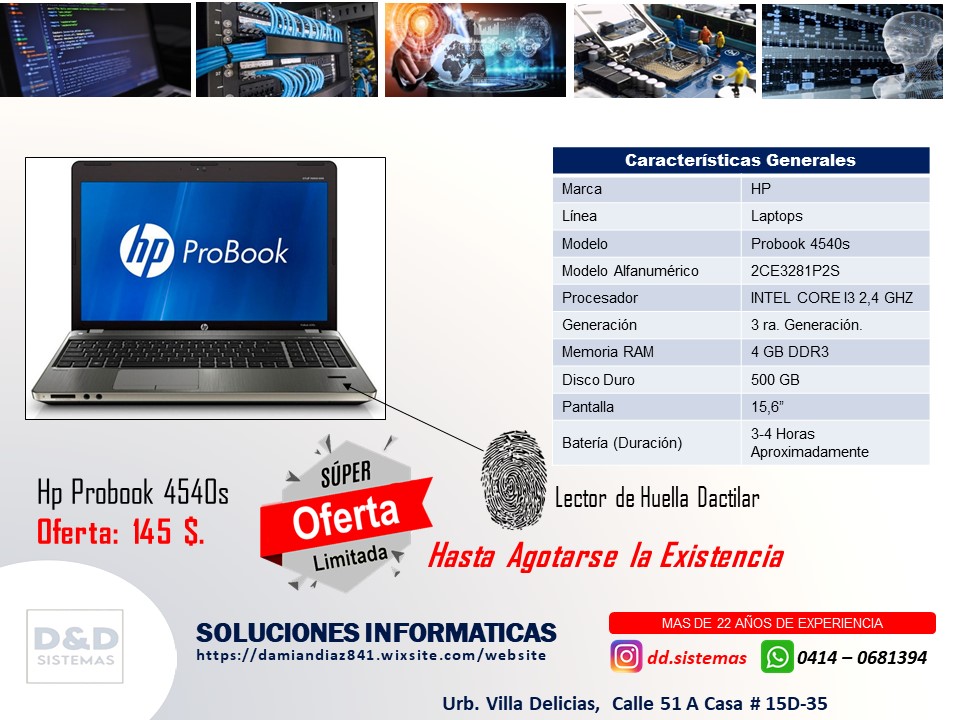 hp ProBook
Características Generales
Marca HP
Línea Laptops
Modelo Probook 4540s
Modelo Alfanumérico 2CE3281P2S
Procesador INTEL CORE I3 2,4 GHZ
Generación 3 ra. Generación.
Memoria RAM 4 GB DDR3
Disco Duro 500 GB
Pantalla 15,6”
Batería (Duración) 3-4 Horas
Aproximadamente
Hp Probook 4540s
Oferta: 145 $.
SÚPER
Oferta
Limitada
Lector de Huella Dactilar
Hasta Agotarse la Existencia
D&D
SISTEMAS
SOLUCIONES INFORMATICAS
https://damiandiaz841.wixsite.com/website
MAS DE 22 AÑOS DE EXPERIENCIA
dd.sistemas 0414 – 0681394
Urb. Villa Delicias, Calle 51 A Casa # 15D-35